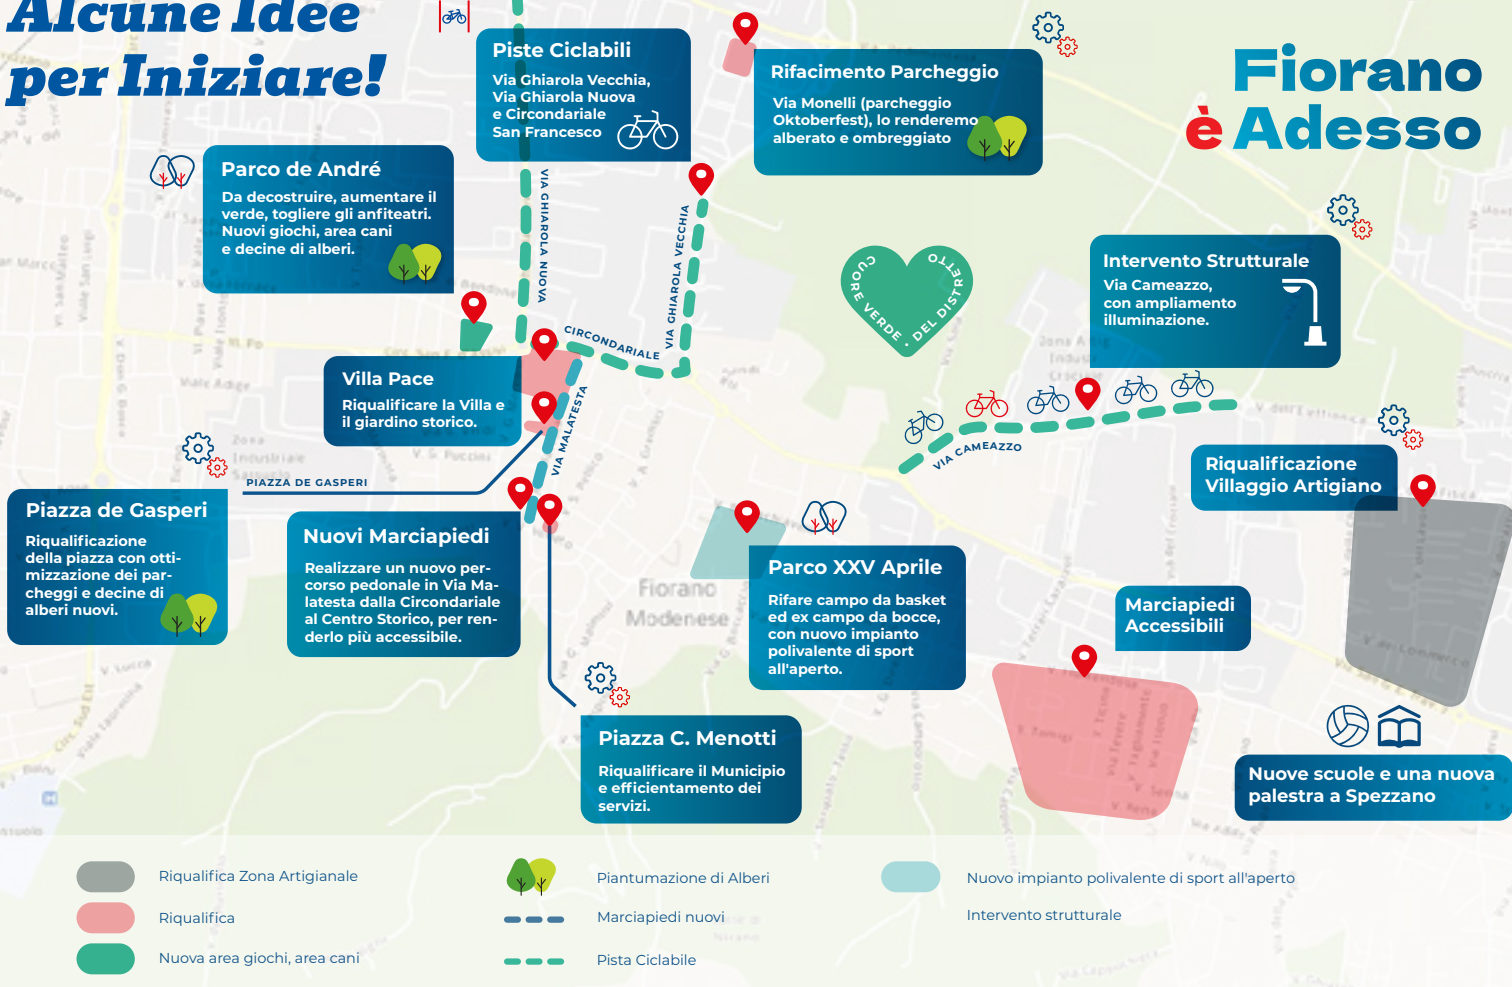 Alcune Idee
per Iniziare!
Piste Ciclabili
Via Ghiarola Vecchia,
Via Ghiarola Nuova
e Circondariale
San Francesco
Rifacimento Parcheggio
Via Monelli (parcheggio
Oktoberfest), lo renderemo
alberato e ombreggiato
Fiorano
è Adesso
Parco de André
Da decostruire, aumentare il
verde, togliere gli anfiteatri.
Nuovi giochi, area cani
e decine di alberi.
VIA GHIAROLA NUOVA
VIA GHIAROLA VECCHIA
CIRCONDARIALE
CUORE VERDE • DEL DISTRETTO
Intervento Strutturale
Via Cameazzo,
con ampliamento
illuminazione.
Villa Pace
Riqualificare la Villa e
il giardino storico.
VIA MALATESTA
VIA CAMEAZZO
Riqualificazione
Villaggio Artigiano
PIAZZA DE GASPERI
Piazza de Gasperi
Riqualificazione
della piazza con otti-
mizzazione dei par-
cheggi e decine di
alberi nuovi.
Nuovi Marciapiedi
Realizzare un nuovo per-
corso pedonale in Via Ma-
latesta dalla Circondariale
al Centro Storico, per ren-
derlo più accessibile.
Fiorano
Modenese
Parco XXV Aprile
Rifare campo da basket
ed ex campo da bocce,
con nuovo impianto
polivalente di sport
all'aperto.
Marciapiedi
Accessibili
Piazza C. Menotti
Riqualificare il Municipio
e efficientamento dei
servizi.
Nuove scuole e una nuova
palestra a Spezzano
Riqualifica Zona Artigianale
Riqualifica
Nuova area giochi, area cani
Piantumazione di Alberi
Marciapiedi nuovi
Pista Ciclabile
Nuovo impianto polivalente di sport all'aperto
Intervento strutturale